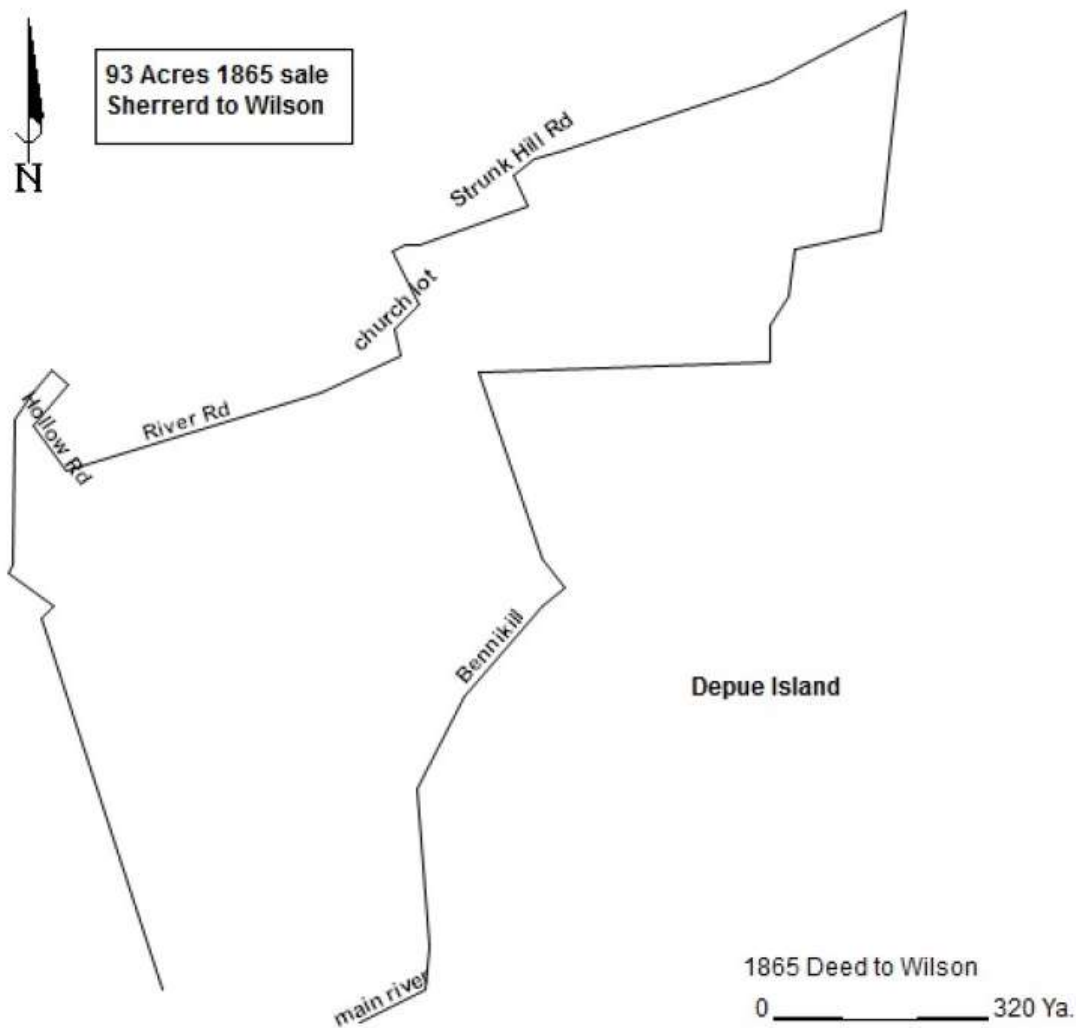 93 Acres 1865 sale
Sherrerd to Wilson
N
Strunk Hill Rd
church lot
River Rd
Hollow Rd
Bennikill
Depue Island
main river
1865 Deed to Wilson
0 320 Ya.